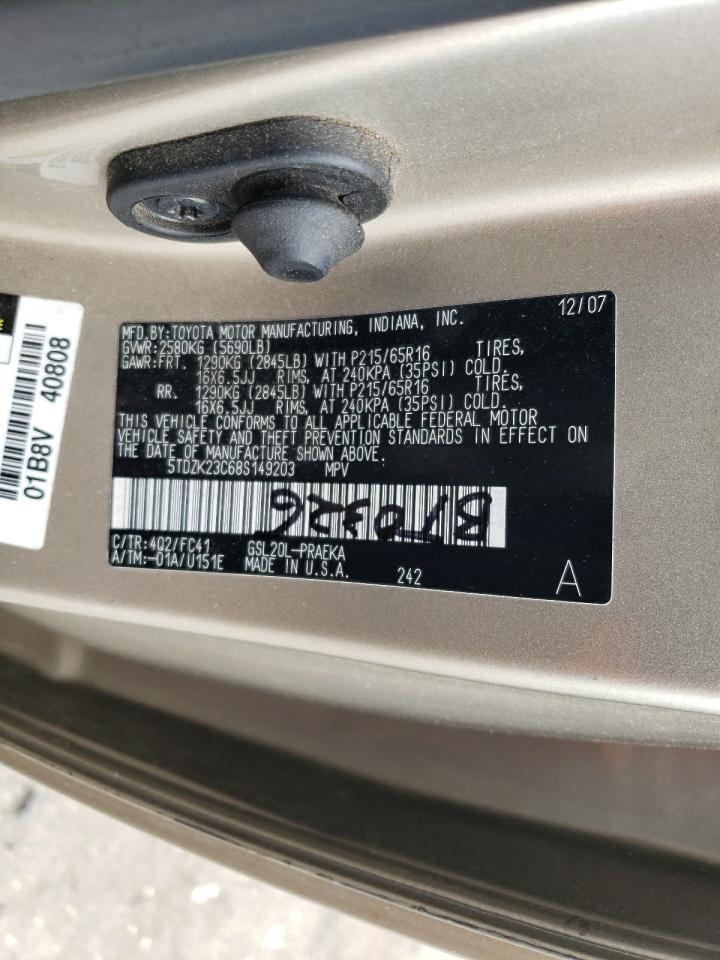 12/07
MFD. BY:TOYOTA MOTOR MANUFACTURING, INDIANA, INC.
GVWR:2580KG (5690LB)
GAWR:FRT. 1290KG (2845LB) WITH P215/65R16 TIRES,
16X6.5JJ RIMS, AT 240KPA (35PSI) COLD.
RR. 1290KG (2845LB) WITH P215/65R16 TIRES,
16X6.5JJ RIMS, AT 240KPA (35PSI) COLD.
THIS VEHICLE CONFORMS TO ALL APPLICABLE FEDERAL MOTOR
VEHICLE SAFETY AND THEFT PREVENTION STANDARDS IN EFFECT ON
THE DATE OF MANUFACTURE SHOWN ABOVE.
5TDZK23C68S149203 MPV
BT0326
C/TR:4Q2/FC41 GSL20L-PRAEKA
A/TM:-01A/U151E MADE IN U.S.A. 242 A
01B8V 40808